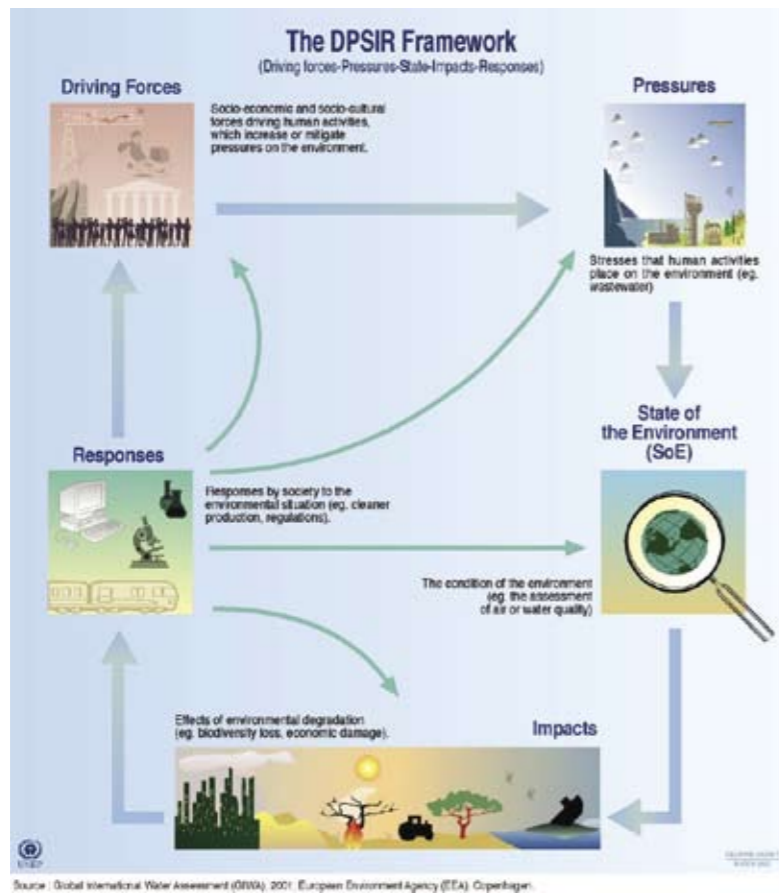 The DPSIR Framework
(Driving forces-Pressures-State-Impacts-Responses)
Driving Forces
Socio-economic and socio-cultural
forces driving human activities,
which increase or mitigate
pressures on the environment.
Pressures
Stresses that human activities
place on the environment (eg.
wastewater)
State of
the Environment
(SoE)
Responses
Responses by society to the
environmental situation (eg. cleaner
production, regulations).
The condition of the environment
(eg. the assessment
of air or water quality)
Effects of environmental degradation
(eg. biodiversity loss, economic damage).
Impacts
UNEP
Source : Global International Water Assessment (GIWA), 2001; European Environment Agency (EEA), Copenhagen.